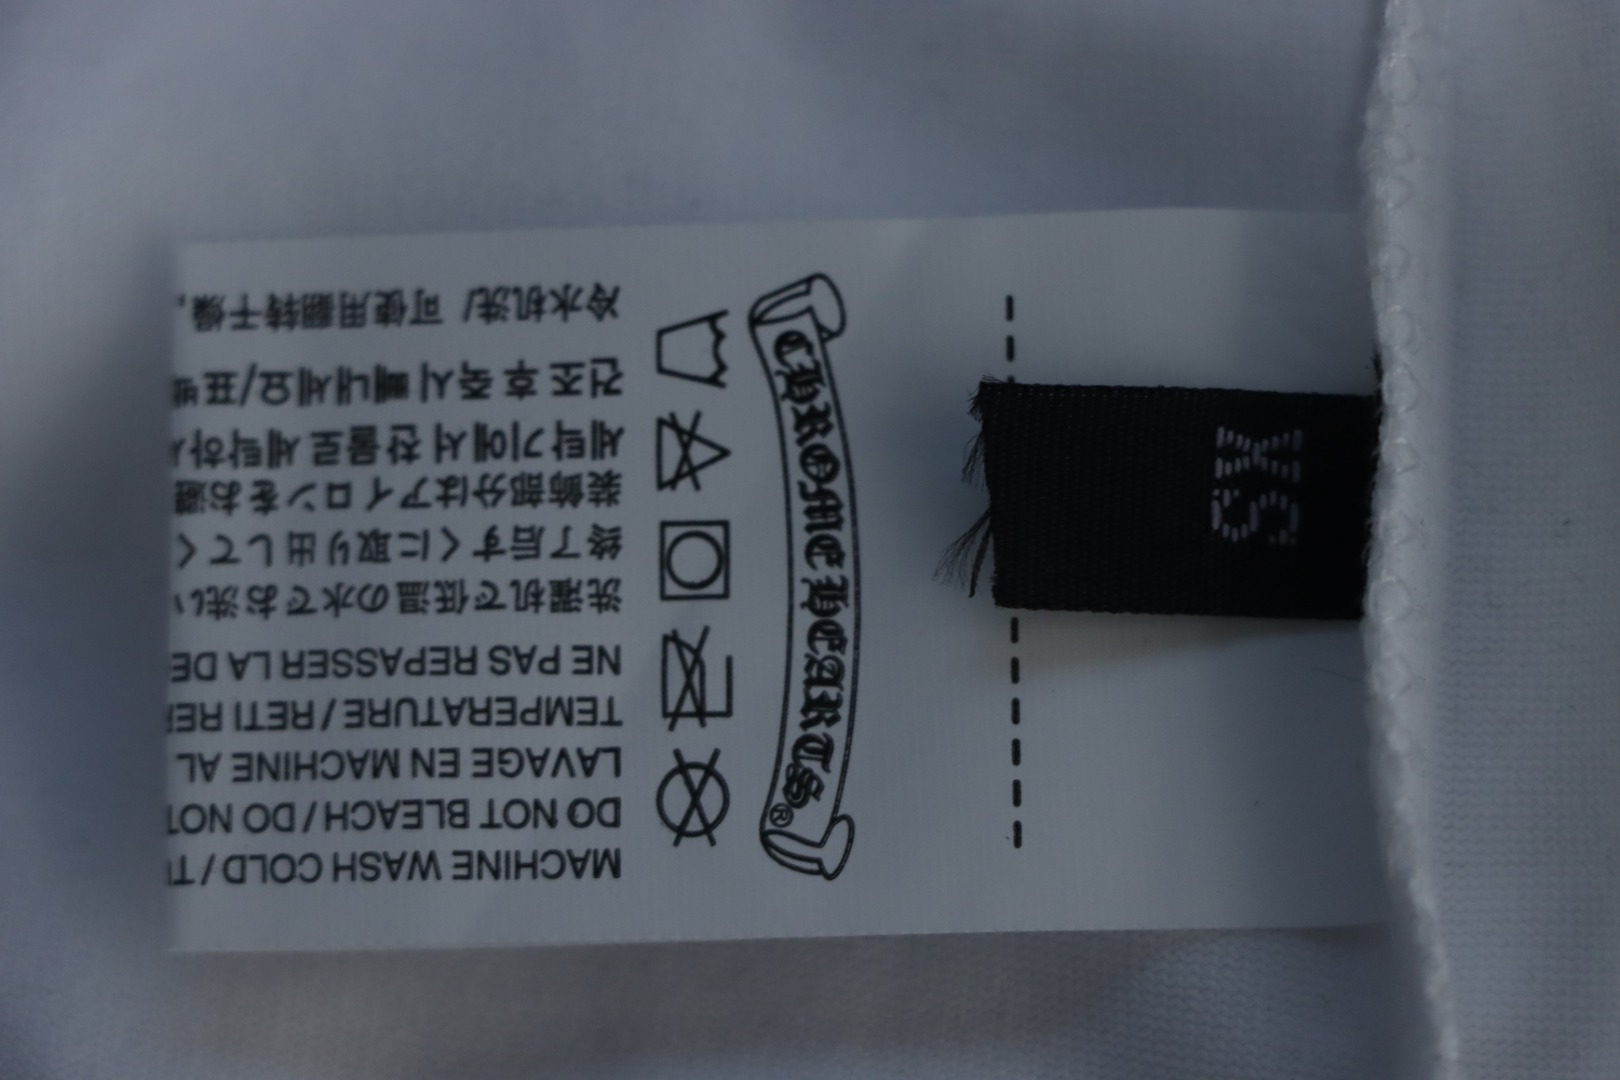 XS
CHROME HEARTS®
MACHINE WASH COLD / T
DO NOT BLEACH / DO NOT
LAVAGE EN MACHINE AL
TEMPERATURE / RETI RE
NE PAS REPASSER LA DE
洗濯机で低温の水でお洗い
终了后すぐに取り出してく
装飾部分はアイロンをお避
세탁기에서 찬물로 세탁하
건조 후 즉시 빼내세요/표
冷水机洗/ 可使用翻转干燥.